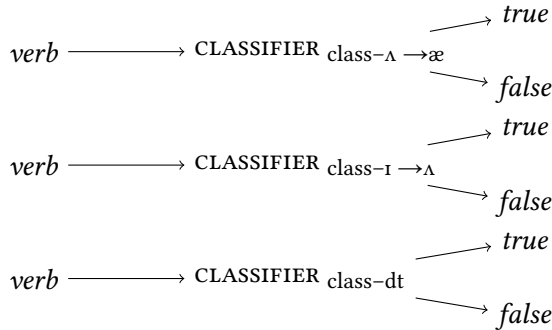 true
verb ⟶ CLASSIFIER class–ʌ →æ
false
true
verb ⟶ CLASSIFIER class–ɪ →ʌ
false
true
verb ⟶ CLASSIFIER class–dt
false